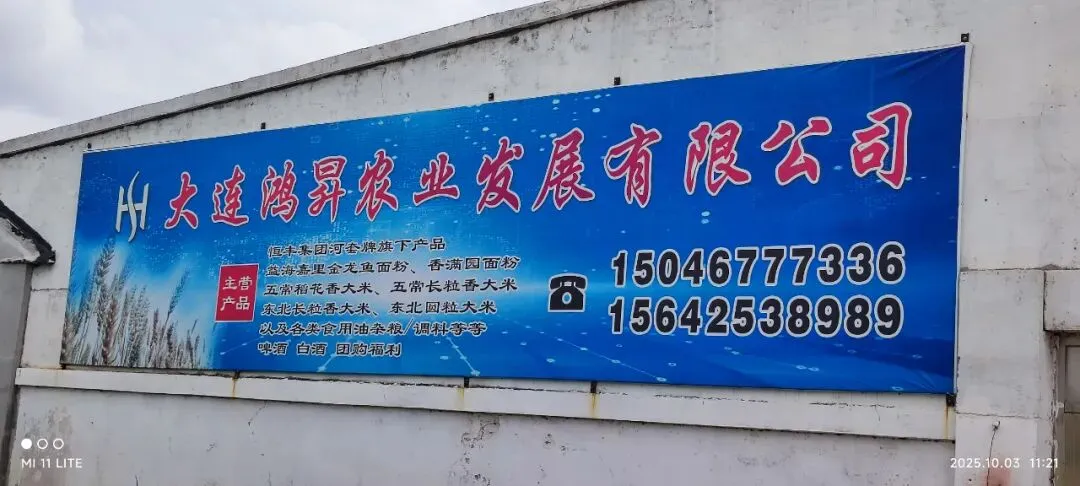 HS 大连鸿昇农业发展有限公司
主营产品
恒丰集团河套牌旗下产品
益海嘉里金龙鱼面粉、香满园面粉
五常稻花香大米、五常长粒香大米
东北长粒香大米、东北圆粒大米
以及各类食用油杂粮/调料等等
啤酒 白酒 团购福利
15046777336
15642538989
MI 11 LITE
2025.10.03 11:21